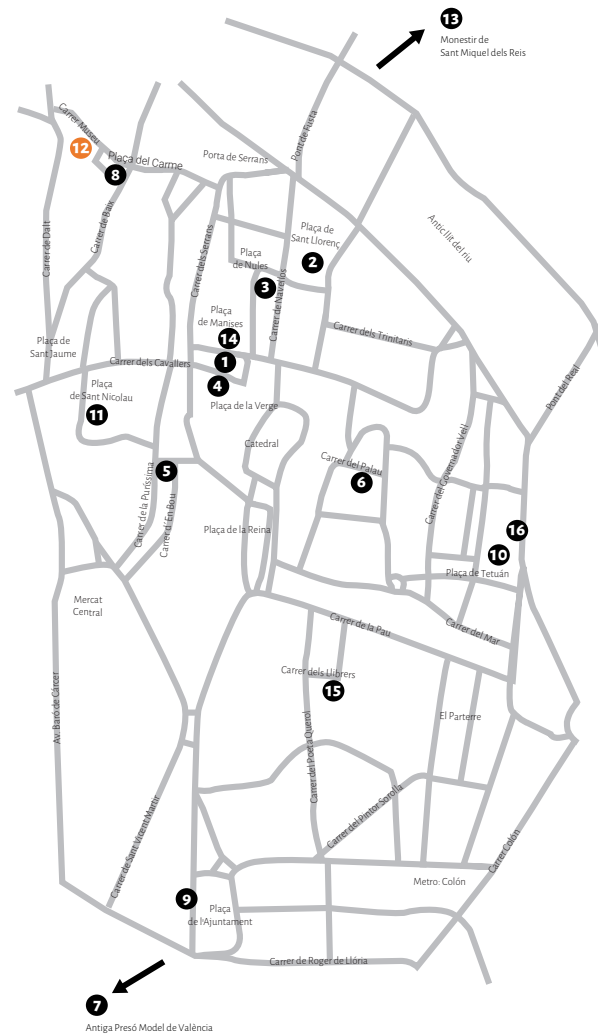 13
Monestir de
Sant Miquel dels Reis
Carrer Museu
12
Plaça del Carme
8
Porta de Serrans
Pont de Fusta
Carrer de Dalt
Carrer de Baix
Carrer dels Serrans
Plaça de
Sant Llorenç
2
Antic llit del riu
Plaça
de Nules
3
Carrer de Navellos
Plaça
de Manises
14
Carrer dels Trinitaris
Plaça de
Sant Jaume
Carrer dels Cavallers
1
4
Plaça
de Sant Nicolau
11
Plaça de la Verge
Pont del Real
Catedral
Carrer del Palau
6
Carrer del Governador Vell
5
Carrer de la Puríssima
Carrer d'En Bou
Plaça de la Reina
16
10
Plaça de Tetuán
Mercat
Central
Carrer de la Pau
Carrer del Mar
Carrer dels Llibrers
15
Av. Baró de Cárcer
El Parterre
Carrer del Poeta Querol
Carrer de Sant Vicent Martir
Carrer del Pintor Sorolla
Carrer Colón
Metro: Colón
9
Plaça
de l'Ajuntament
Carrer de Roger de Llória
7
Antiga Presó Model de València